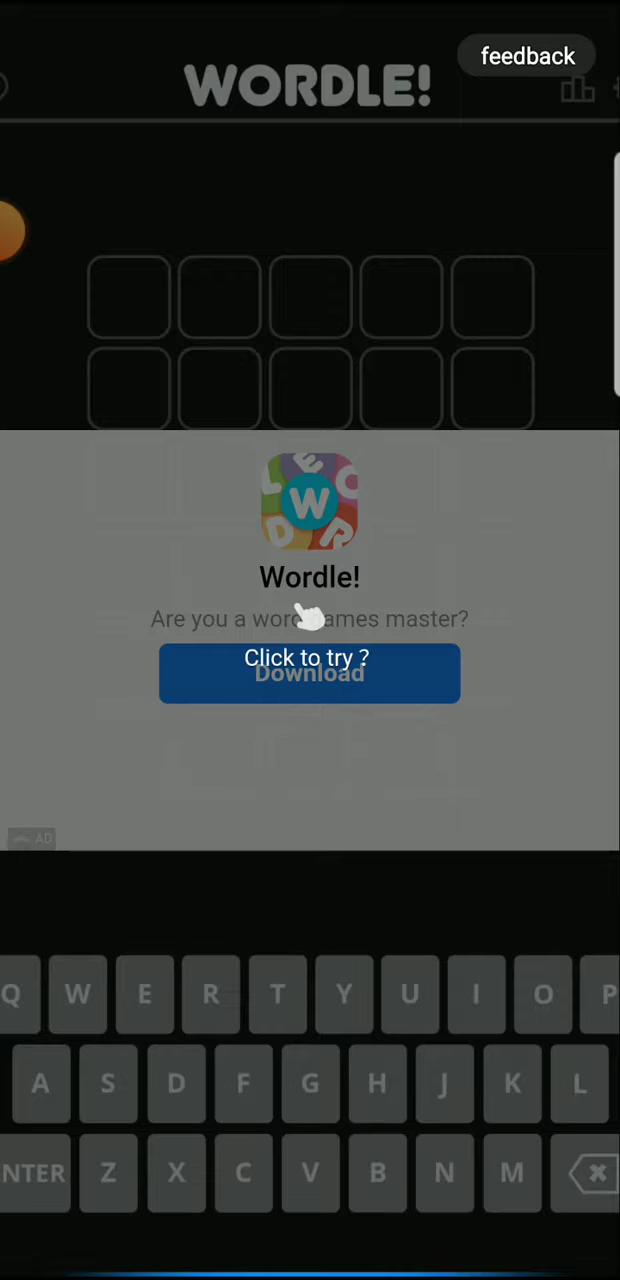 feedback
WORDLE!
Wordle!
Are you a word games master?
Click to try ?
Download
AD
Q W E R T Y U I O P
A S D F G H J K L
NTER Z X C V B N M